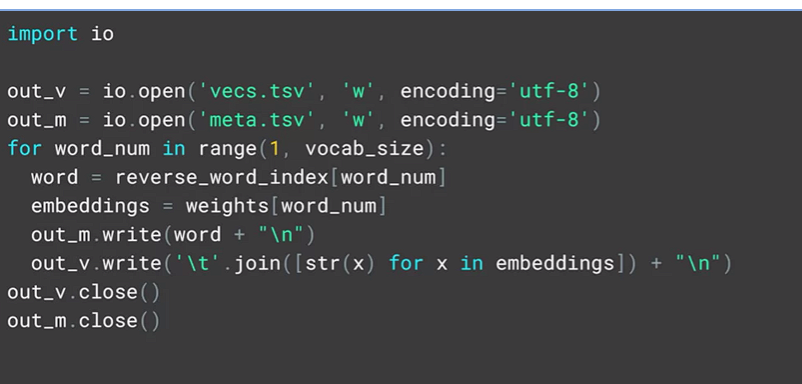 import io

out_v = io.open('vecs.tsv', 'w', encoding='utf-8')
out_m = io.open('meta.tsv', 'w', encoding='utf-8')
for word_num in range(1, vocab_size):
  word = reverse_word_index[word_num]
  embeddings = weights[word_num]
  out_m.write(word + "\n")
  out_v.write('\t'.join([str(x) for x in embeddings]) + "\n")
out_v.close()
out_m.close()